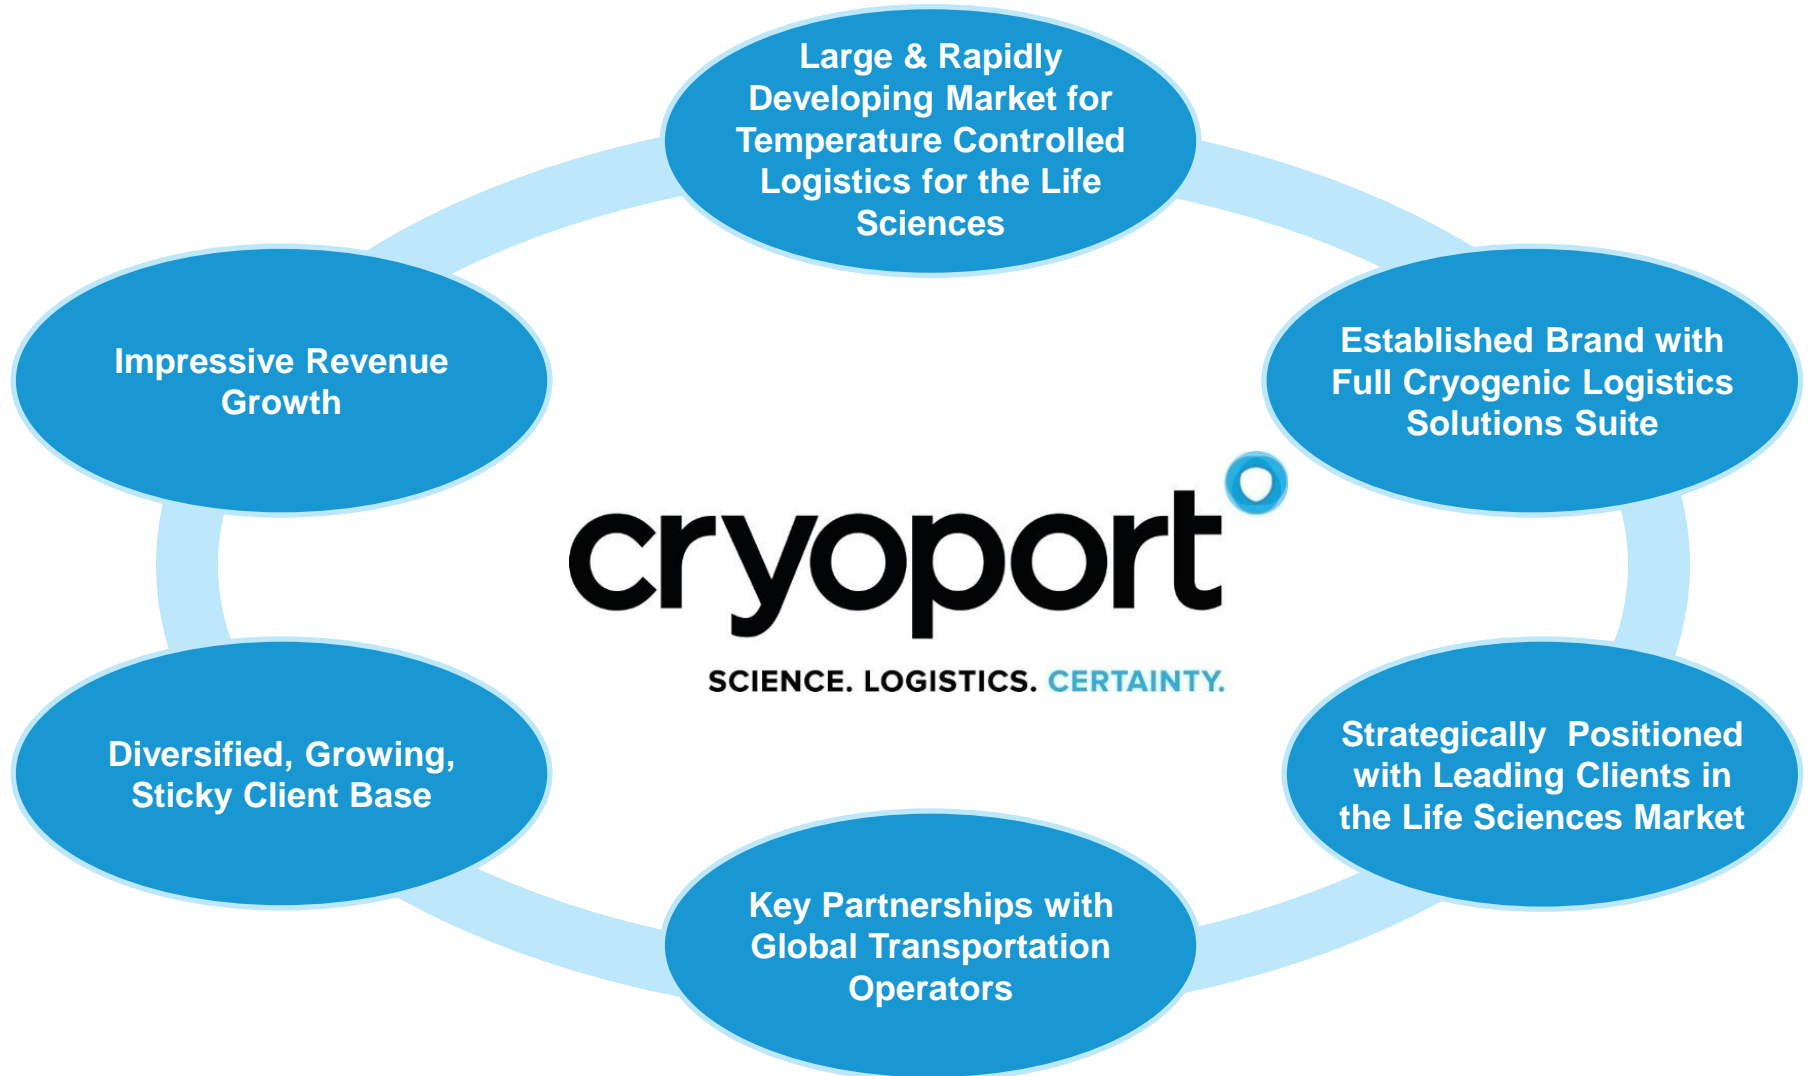 Large & Rapidly
Developing Market for
Temperature Controlled
Logistics for the Life
Sciences
Established Brand with
Full Cryogenic Logistics
Solutions Suite
Strategically  Positioned
with Leading Clients in
the Life Sciences Market
Key Partnerships with
Global Transportation
Operators
Diversified, Growing,
Sticky Client Base
Impressive Revenue
Growth
cryoport
SCIENCE. LOGISTICS. CERTAINTY.